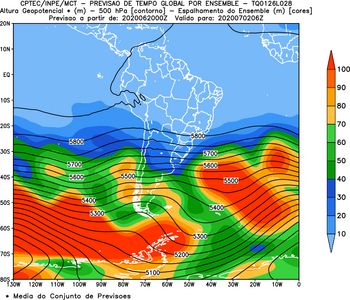 CPTEC/INPE/MCT - PREVISAO DE TEMPO GLOBAL POR ENSEMBLE - TQ0126L028
Altura Geopotencial * (m) - 500 hPa [contorno] - Espalhamento do Ensemble (m) [cores]
Previsao a partir de: 2020062000Z Valido para: 2020070206Z
20N
10N
EQ
10S
20S
30S
40S
50S
60S
70S
80S
130W 120W 110W 100W 90W 80W 70W 60W 50W 40W 30W 20W 10W 0
5800
5800
5700
5700
5600
5600
5500
5500
5400
5400
5300
5300
5200
5100
100
90
80
70
60
50
40
30
20
10
* Media do Conjunto de Previsoes